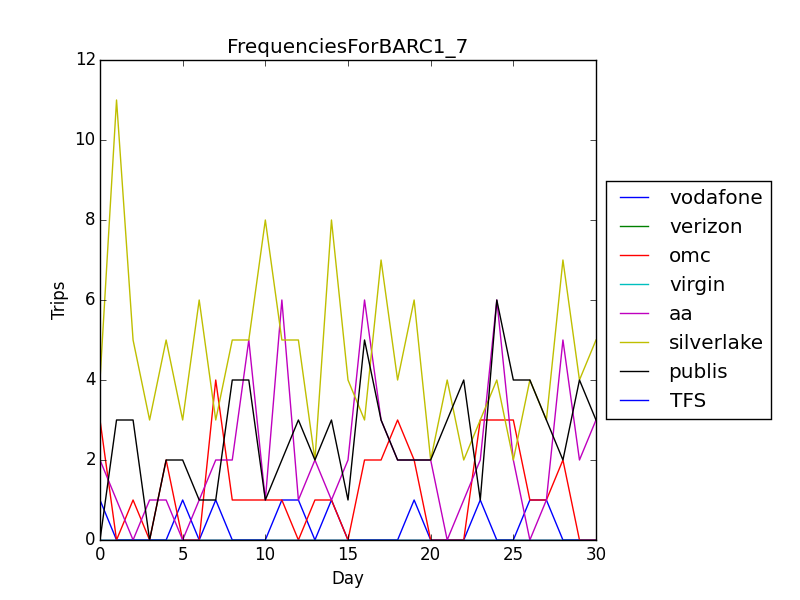 FrequenciesForBARC1_7
12
10
8
6
4
2
0
Trips
0 5 10 15 20 25 30
Day
vodafone
verizon
omc
virgin
aa
silverlake
publis
TFS